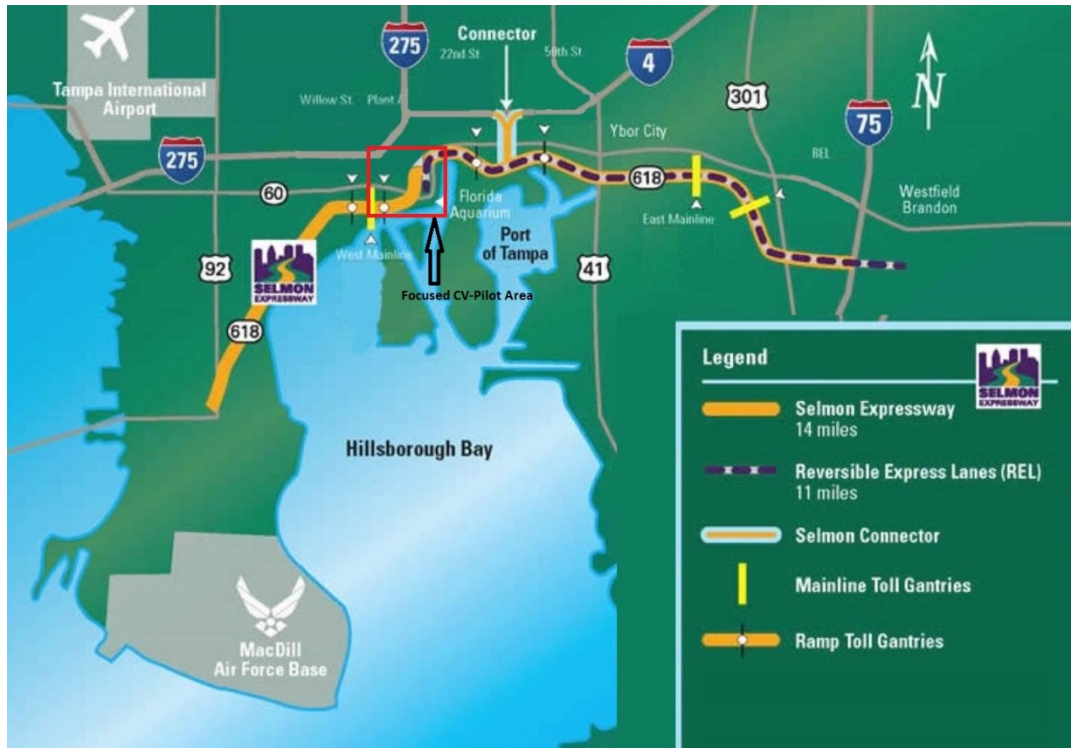 Connector
275
22nd St.
50th St.
4
N
Tampa International
Airport
Willow St.
Plant A
301
75
Ybor City
REL
275
60
618
Westfield
Brandon
Florida
Aquarium
Port
of Tampa
East Mainline
West Mainline
92
SELMON
EXPRESSWAY
41
Focused CV-Pilot Area
618
Legend
SELMON
EXPRESSWAY
Selmon Expressway
14 miles
Hillsborough Bay
Reversible Express Lanes (REL)
11 miles
Selmon Connector
Mainline Toll Gantries
Ramp Toll Gantries
MacDill
Air Force Base